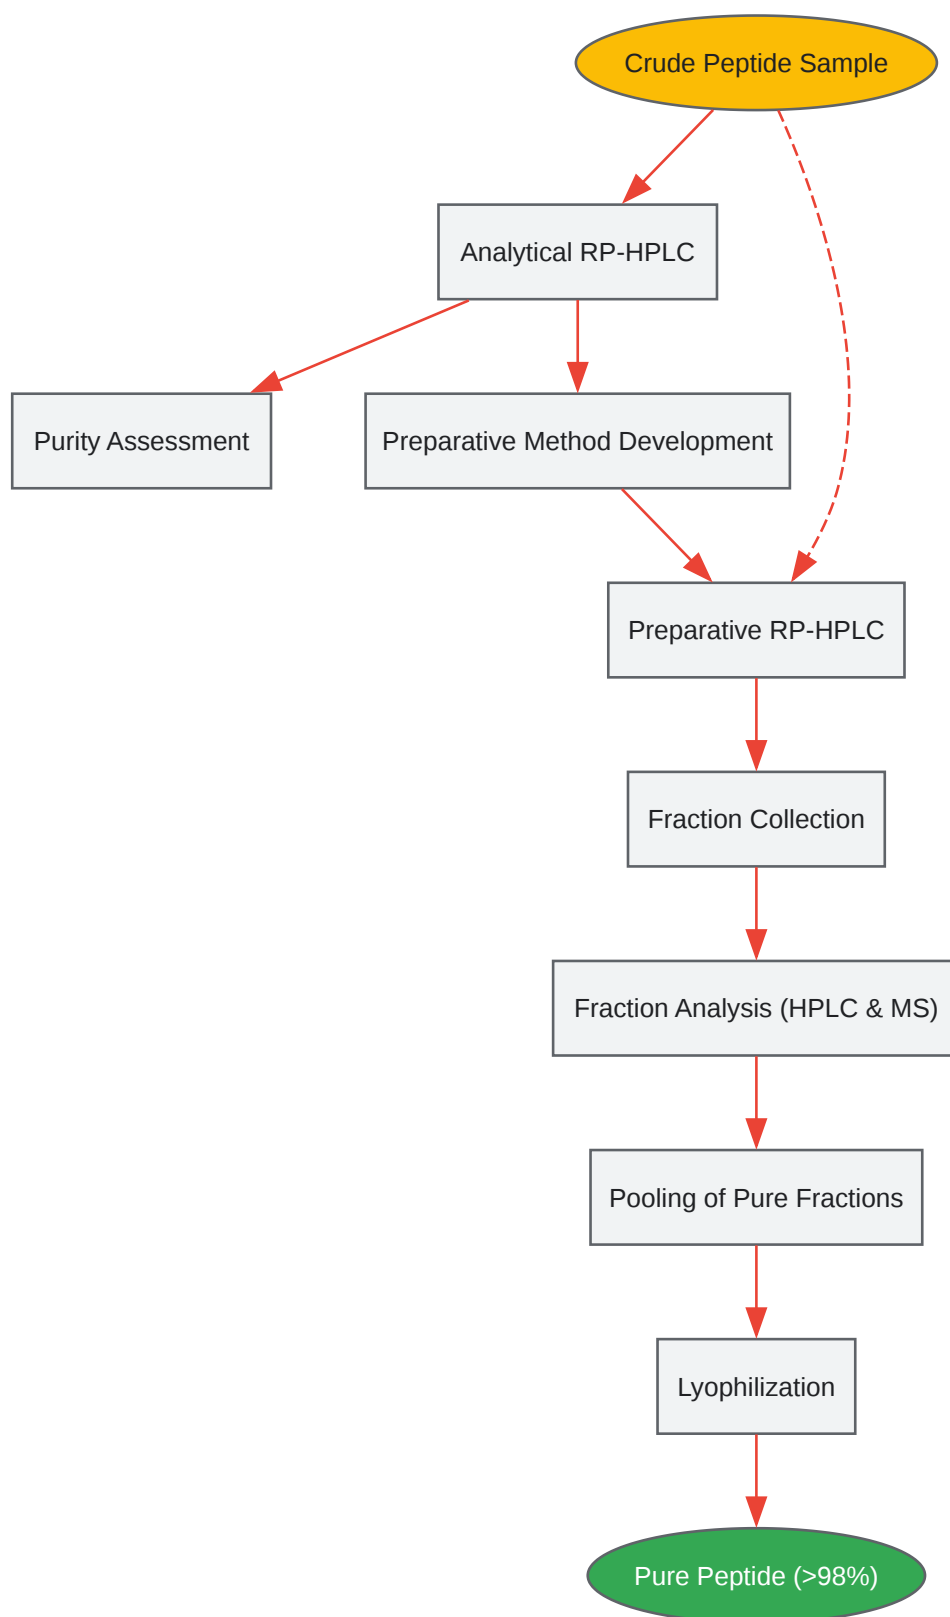 Crude Peptide Sample
Analytical RP-HPLC
Purity Assessment
Preparative Method Development
Preparative RP-HPLC
Fraction Collection
Fraction Analysis (HPLC & MS)
Pooling of Pure Fractions
Lyophilization
Pure Peptide (>98%)